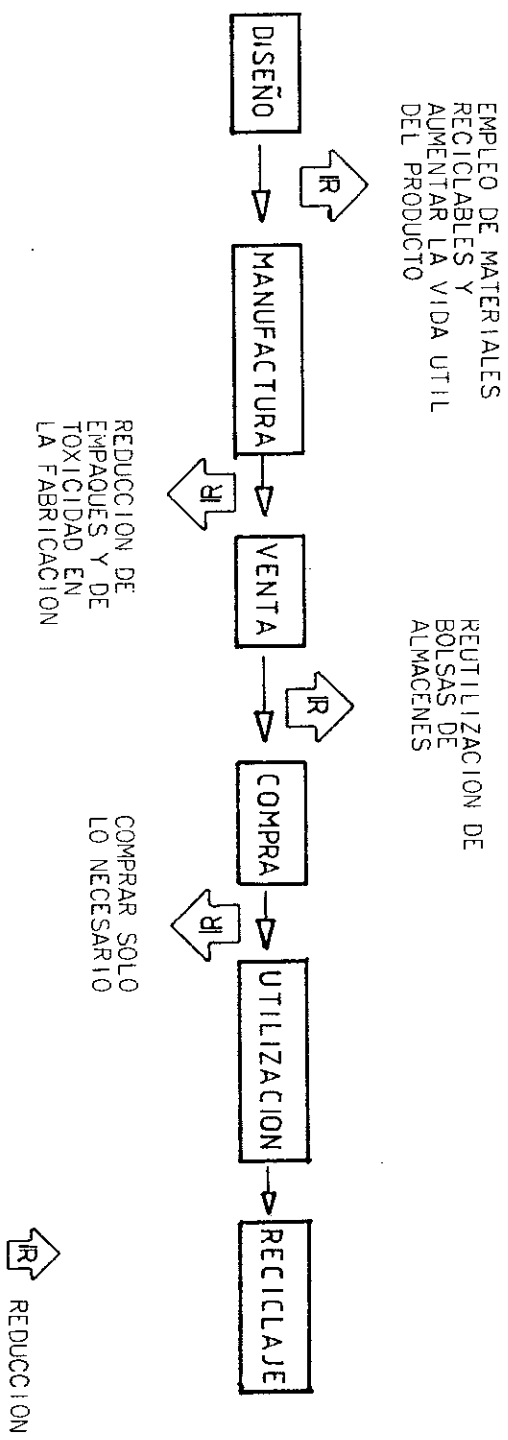 EMPLEO DE MATERIALES
RECICLABLES Y
AUMENTAR LA VIDA UTIL
DEL PRODUCTO
REUTILIZACION DE
BOLSAS DE
ALMACENES
R
R
DISEÑO
MANUFACTURA
VENTA
COMPRA
UTILIZACION
RECICLAJE
R
R
REDUCCION DE
EMPAQUES Y DE
TOXICIDAD EN
LA FABRICACION
COMPRAR SOLO
LO NECESARIO
R REDUCCION